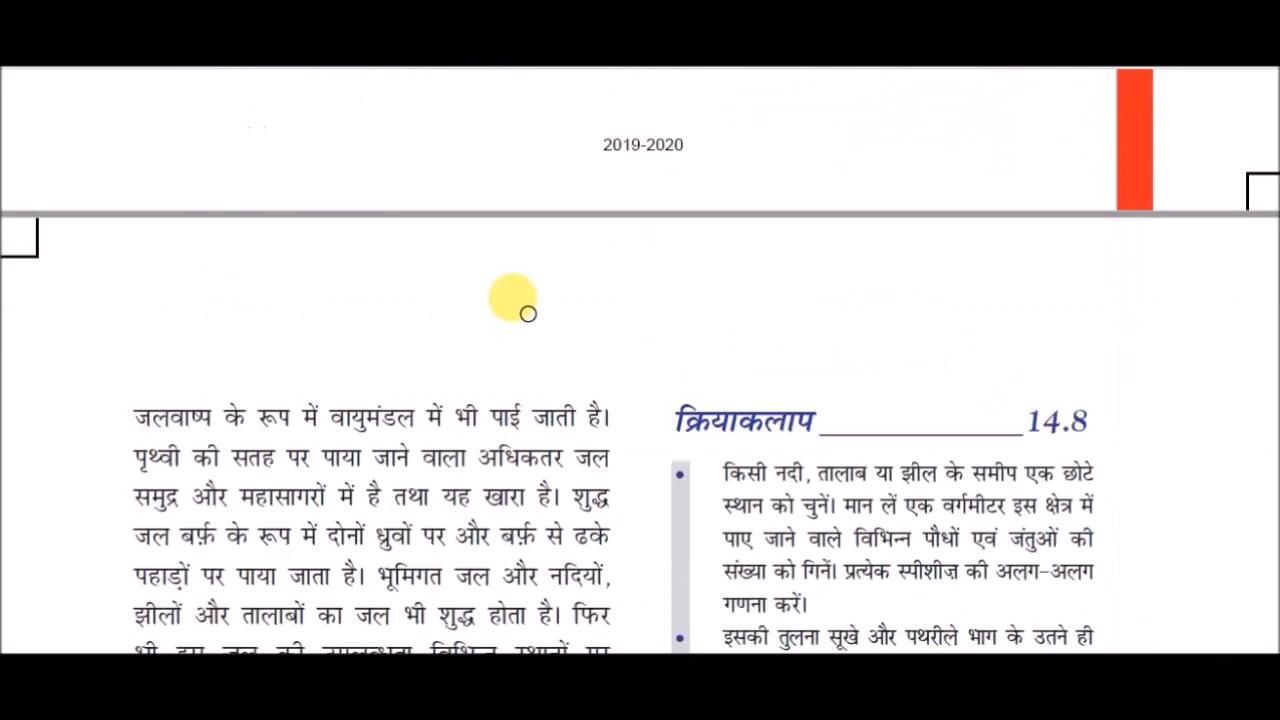 2019-2020
जलवाष्प के रूप में वायुमंडल में भी पाई जाती है।
पृथ्वी की सतह पर पाया जाने वाला अधिकतर जल
समुद्र और महासागरों में है तथा यह खारा है। शुद्ध
जल बर्फ़ के रूप में दोनों ध्रुवों पर और बर्फ़ से ढके
पहाड़ों पर पाया जाता है। भूमिगत जल और नदियों,
झीलों और तालाबों का जल भी शुद्ध होता है। फिर
क्रियाकलाप ____________ 14.8
• किसी नदी, तालाब या झील के समीप एक छोटे
स्थान को चुनें। मान लें एक वर्गमीटर इस क्षेत्र में
पाए जाने वाले विभिन्न पौधों एवं जंतुओं की
संख्या को गिनें। प्रत्येक स्पीशीज़ की अलग-अलग
गणना करें।
• इसकी तुलना सूखे और पथरीले भाग के उतने ही